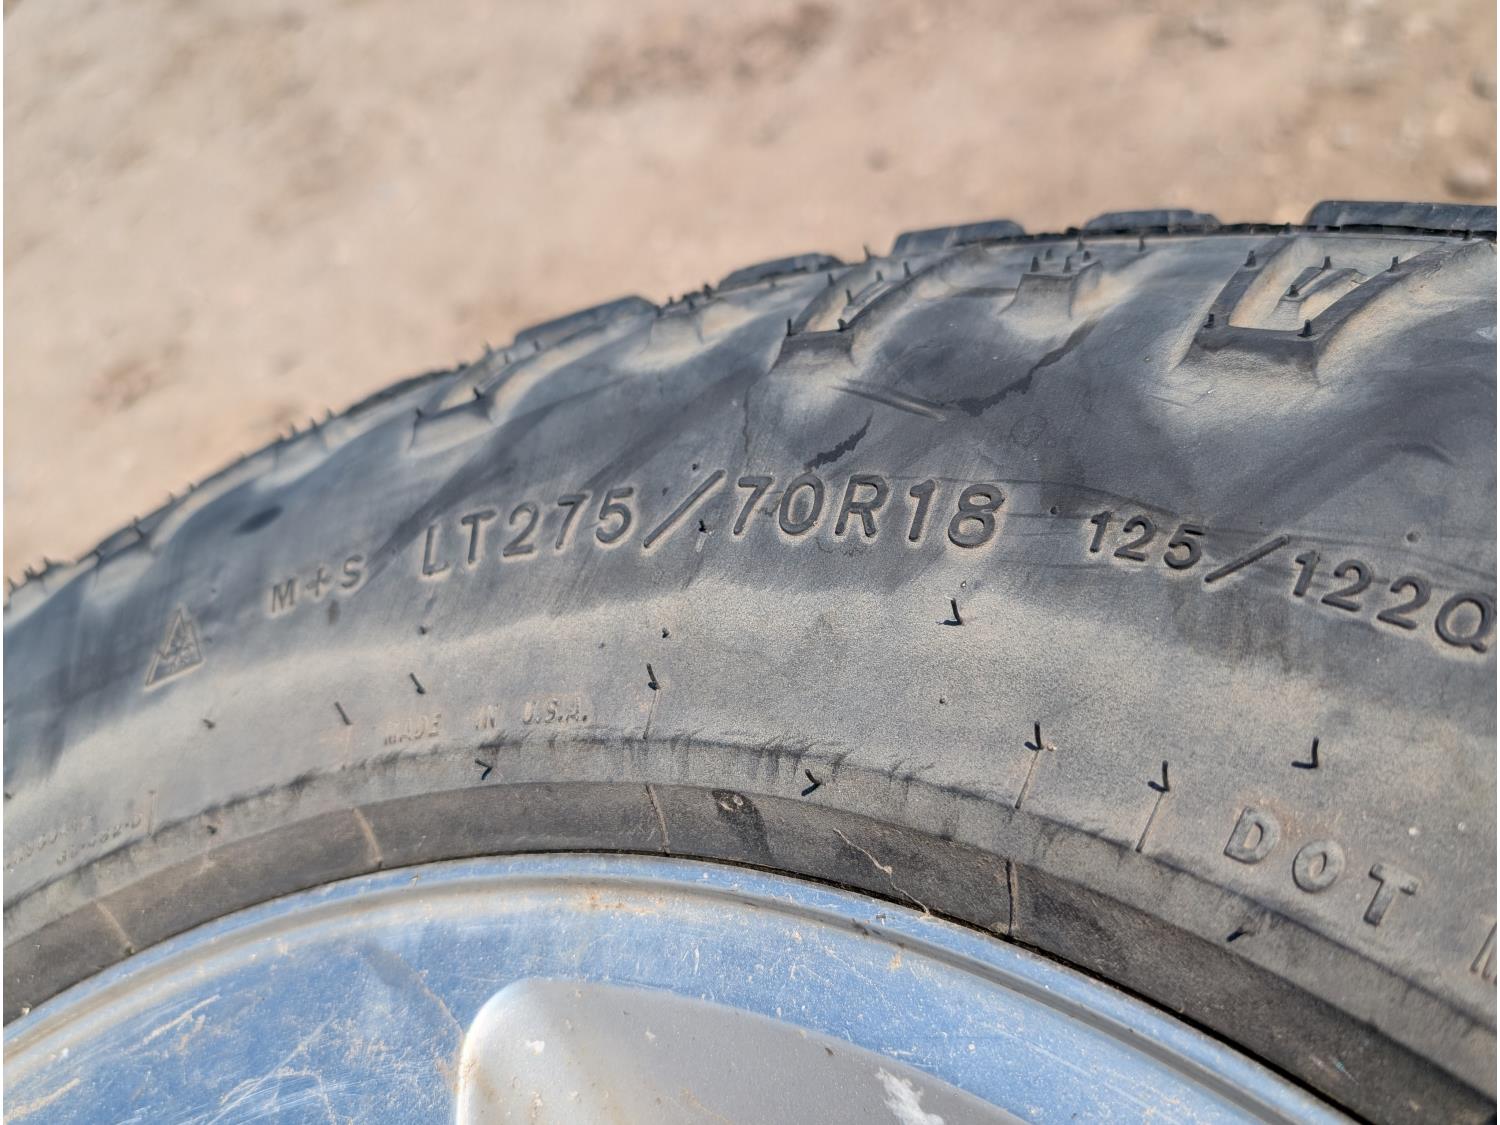 M+S LT275/70R18 125/122Q
MADE IN U.S.A.
DOT